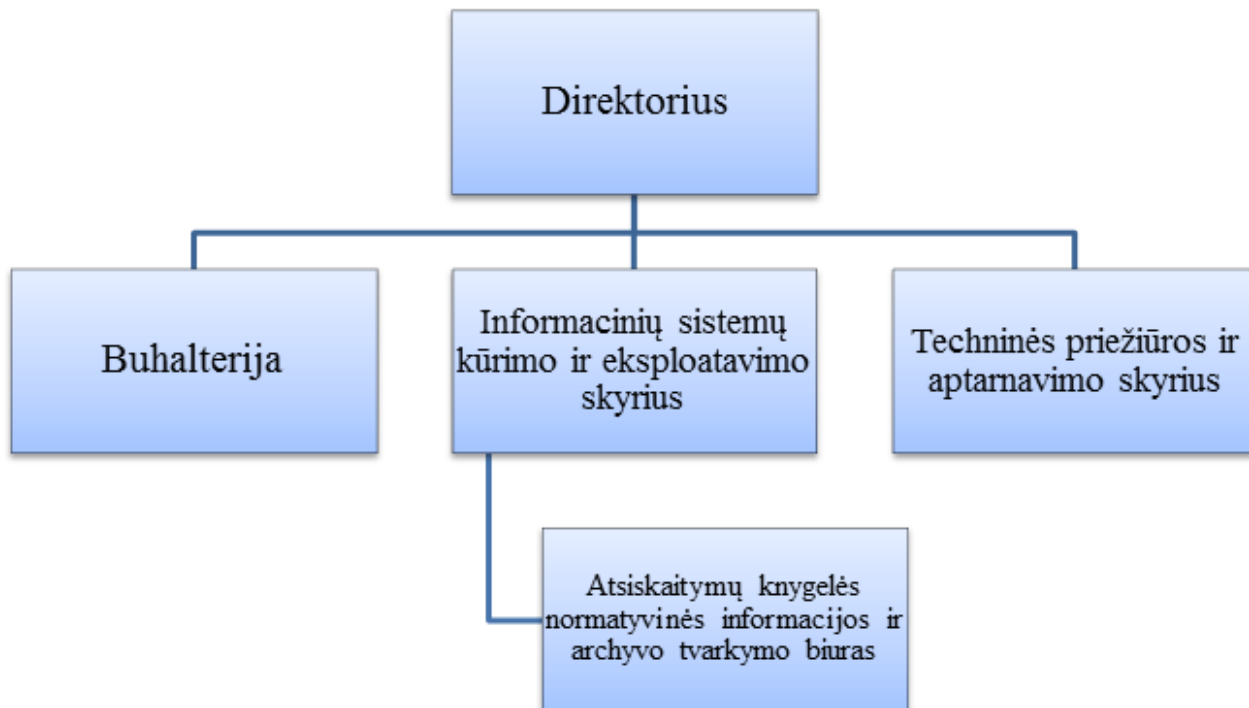 Direktorius
Buhalterija
Informacinių sistemų
kūrimo ir eksploatavimo
skyrius
Techninės priežiūros ir
aptarnavimo skyrius
Atsiskaitymų knygelės
normatyvinės informacijos ir
archyvo tvarkymo biuras